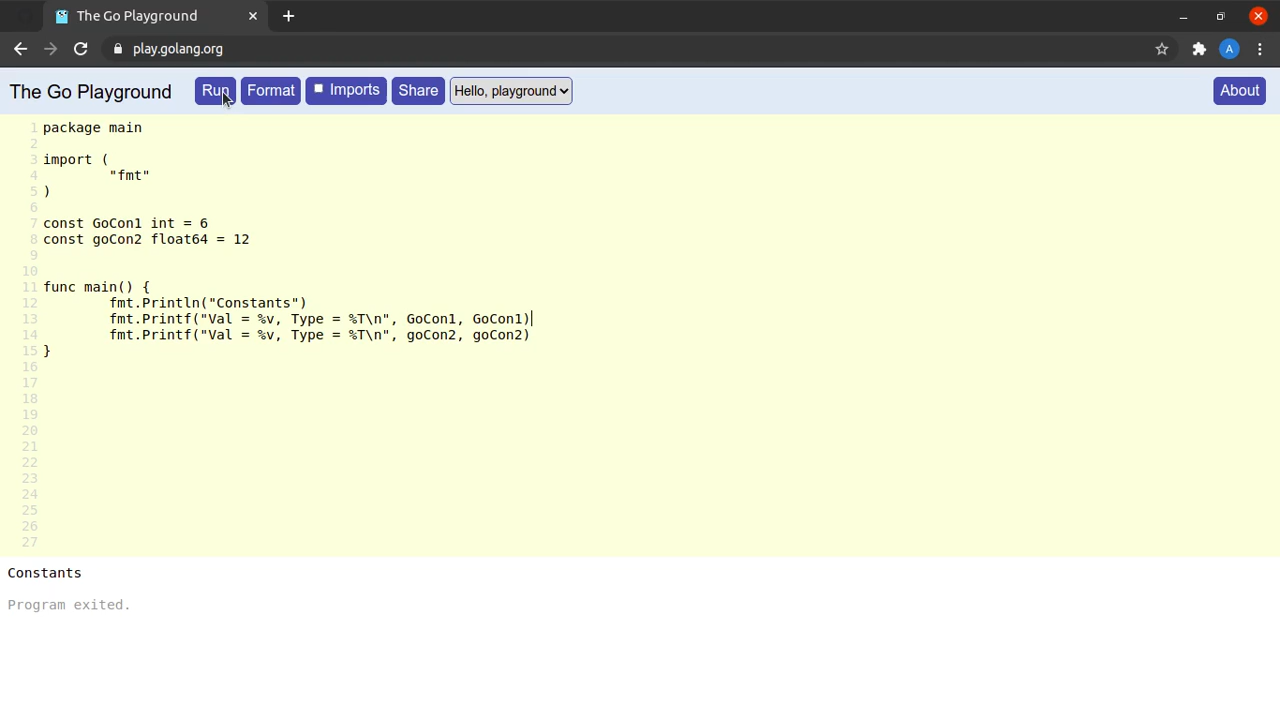 The Go Playground
play.golang.org
A
The Go Playground Run Format Imports Share Hello, playground About
1 package main
2
3 import (
4 "fmt"
5 )
6
7 const GoCon1 int = 6
8 const goCon2 float64 = 12
9
10
11 func main() {
12 fmt.Println("Constants")
13 fmt.Printf("Val = %v, Type = %T\n", GoCon1, GoCon1)
14 fmt.Printf("Val = %v, Type = %T\n", goCon2, goCon2)
15 }
16
17
18
19
20
21
22
23
24
25
26
27
Constants
Program exited.